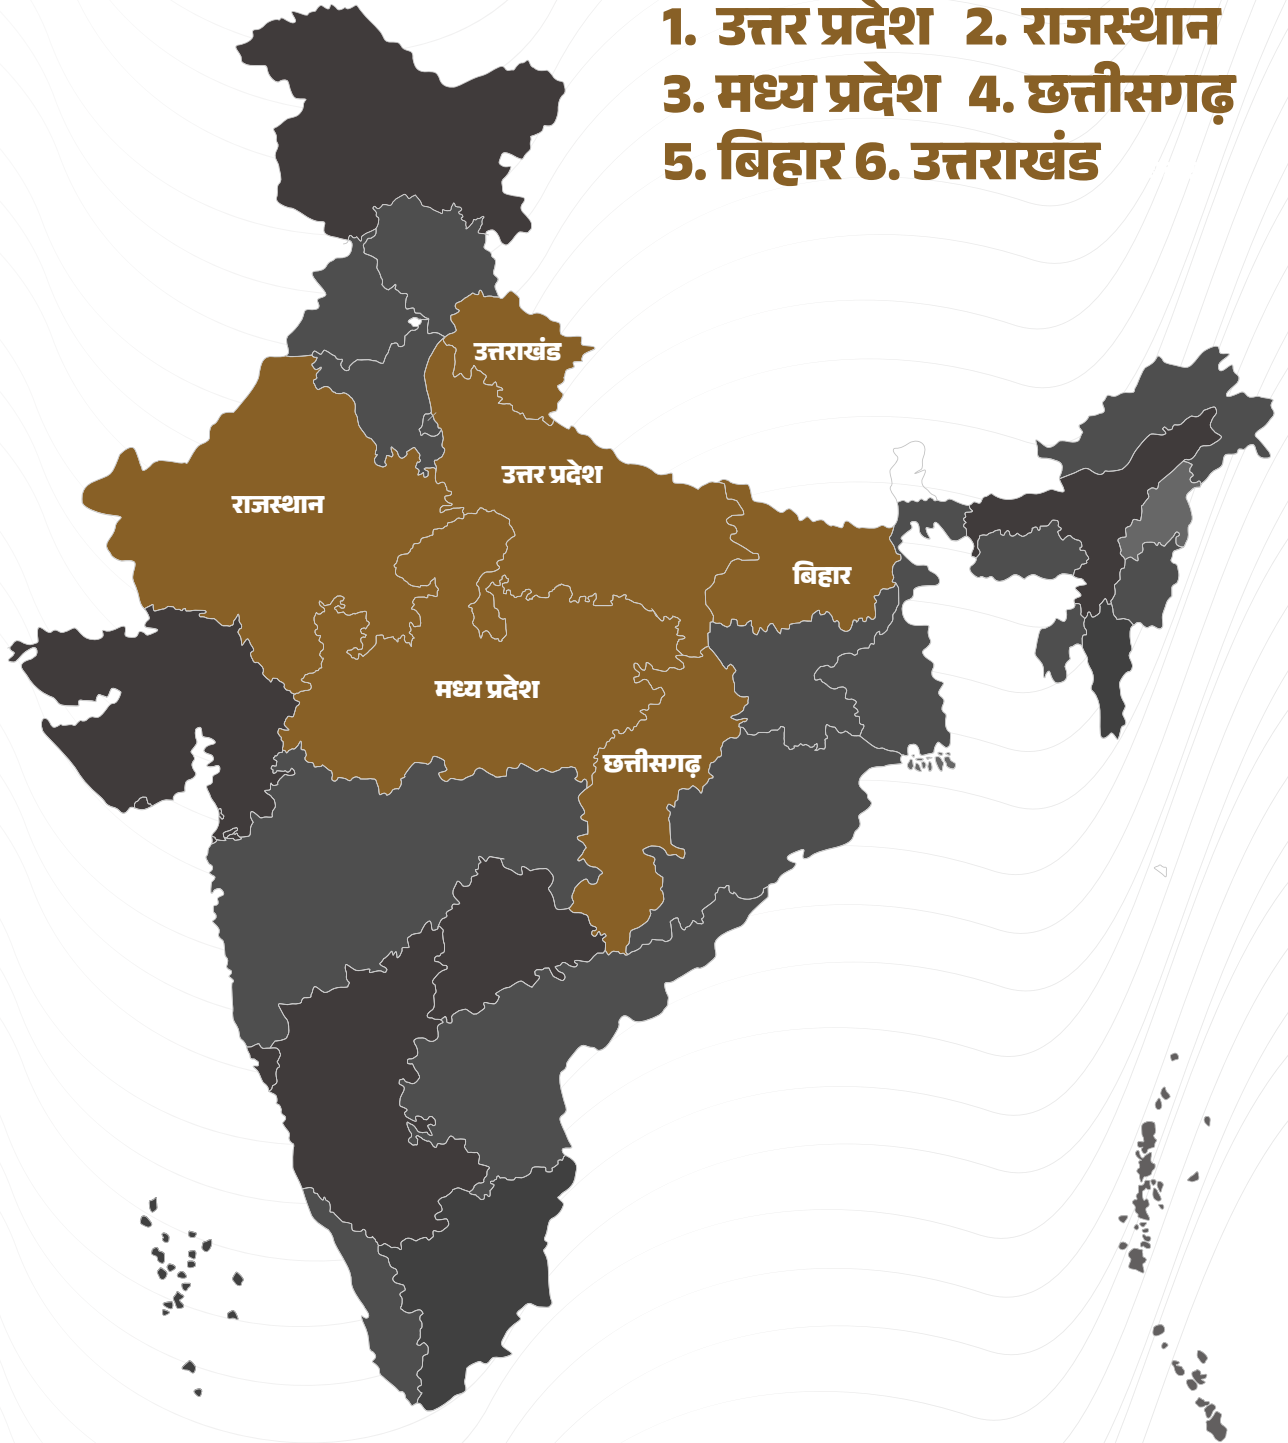 1. उत्तर प्रदेश 2. राजस्थान
3. मध्य प्रदेश 4. छत्तीसगढ़
5. बिहार 6. उत्तराखंड
उत्तराखंड
उत्तर प्रदेश
राजस्थान
बिहार
मध्य प्रदेश
छत्तीसगढ़